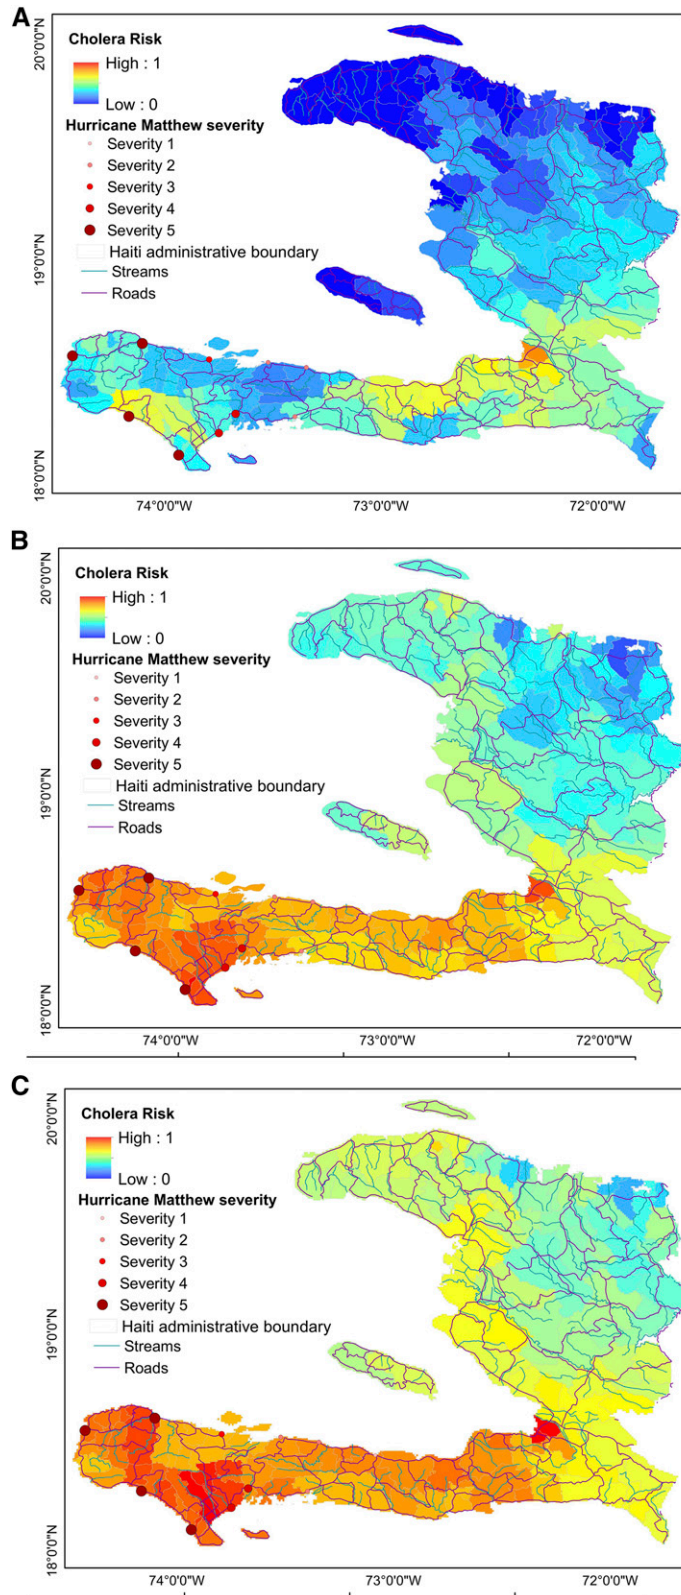 A
20°0'0"N
Cholera Risk
High : 1
Low : 0
Hurricane Matthew severity
Severity 1
Severity 2
Severity 3
Severity 4
Severity 5
Haiti administrative boundary
Streams
Roads
19°0'0"N
18°0'0"N
74°0'0"W
73°0'0"W
72°0'0"W
B
20°0'0"N
Cholera Risk
High : 1
Low : 0
Hurricane Matthew severity
Severity 1
Severity 2
Severity 3
Severity 4
Severity 5
Haiti administrative boundary
Streams
Roads
19°0'0"N
18°0'0"N
74°0'0"W
73°0'0"W
72°0'0"W
C
20°0'0"N
Cholera Risk
High : 1
Low : 0
Hurricane Matthew severity
Severity 1
Severity 2
Severity 3
Severity 4
Severity 5
Haiti administrative boundary
Streams
Roads
19°0'0"N
18°0'0"N
74°0'0"W
73°0'0"W
72°0'0"W